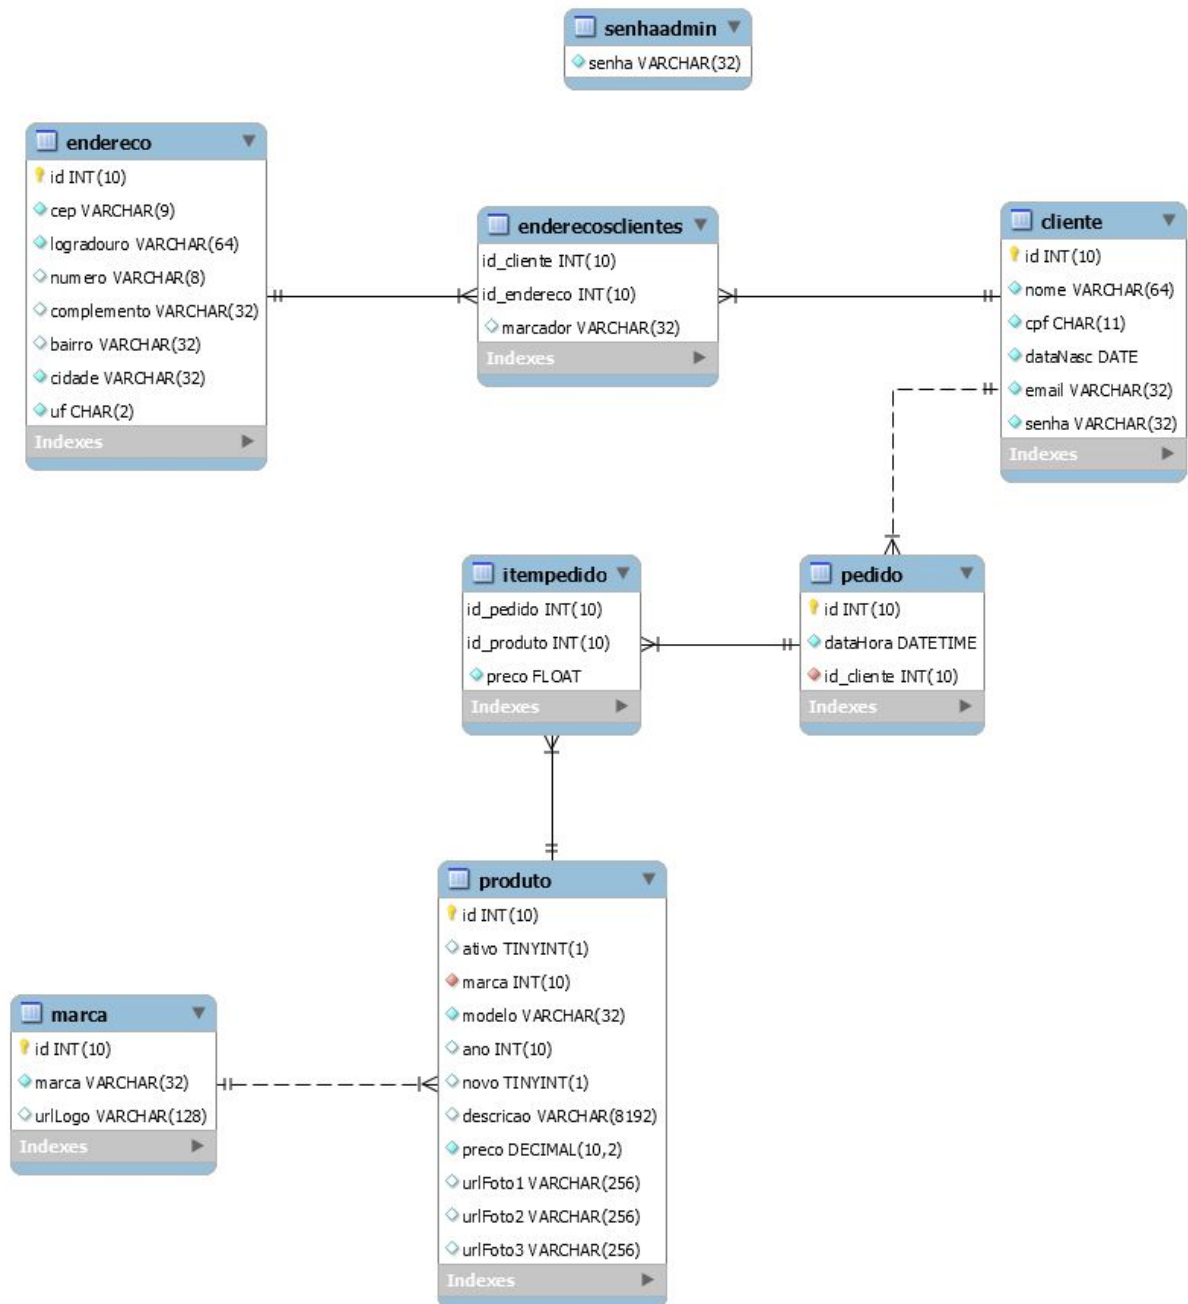 senhaadmin
senha VARCHAR(32)
endereco
id INT(10)
cep VARCHAR(9)
logradouro VARCHAR(64)
numero VARCHAR(8)
complemento VARCHAR(32)
bairro VARCHAR(32)
cidade VARCHAR(32)
uf CHAR(2)
Indexes
enderecosclientes
id_cliente INT(10)
id_endereco INT(10)
marcador VARCHAR(32)
Indexes
cliente
id INT(10)
nome VARCHAR(64)
cpf CHAR(11)
dataNasc DATE
email VARCHAR(32)
senha VARCHAR(32)
Indexes
itempedido
id_pedido INT(10)
id_produto INT(10)
preco FLOAT
Indexes
pedido
id INT(10)
dataHora DATETIME
id_cliente INT(10)
Indexes
produto
id INT(10)
ativo TINYINT(1)
marca INT(10)
modelo VARCHAR(32)
ano INT(10)
novo TINYINT(1)
descricao VARCHAR(8192)
preco DECIMAL(10,2)
urlFoto1 VARCHAR(256)
urlFoto2 VARCHAR(256)
urlFoto3 VARCHAR(256)
Indexes
marca
id INT(10)
marca VARCHAR(32)
urlLogo VARCHAR(128)
Indexes